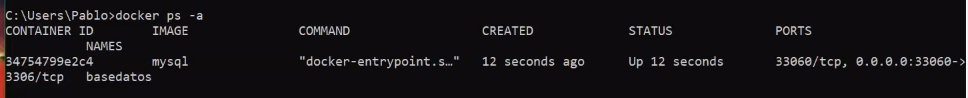 C:\Users\Pablo>docker ps -a
CONTAINER ID IMAGE COMMAND CREATED STATUS PORTS
NAMES
34754799e2c4 mysql "docker-entrypoint.s…" 12 seconds ago Up 12 seconds 33060/tcp, 0.0.0.0:33060->
3306/tcp basedatos